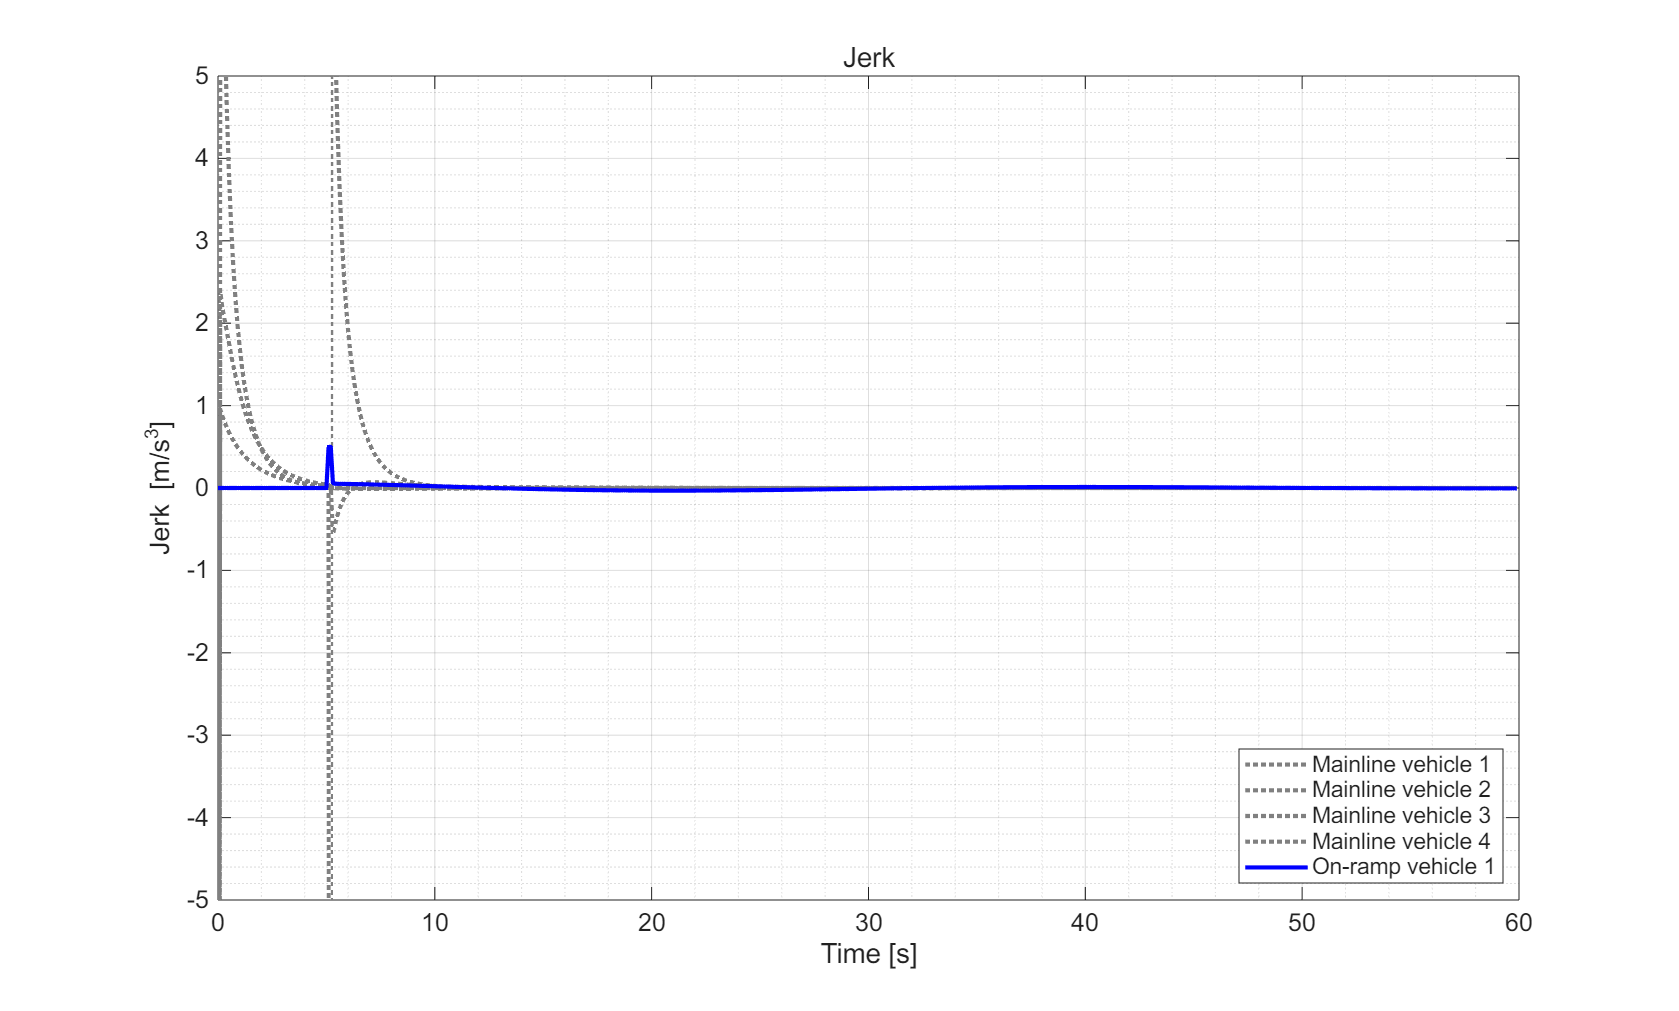 Jerk
5
4
3
2
1
0
-1
-2
-3
-4
-5
Jerk [m/s³]
0 10 20 30 40 50 60
Time [s]
Mainline vehicle 1
Mainline vehicle 2
Mainline vehicle 3
Mainline vehicle 4
On-ramp vehicle 1